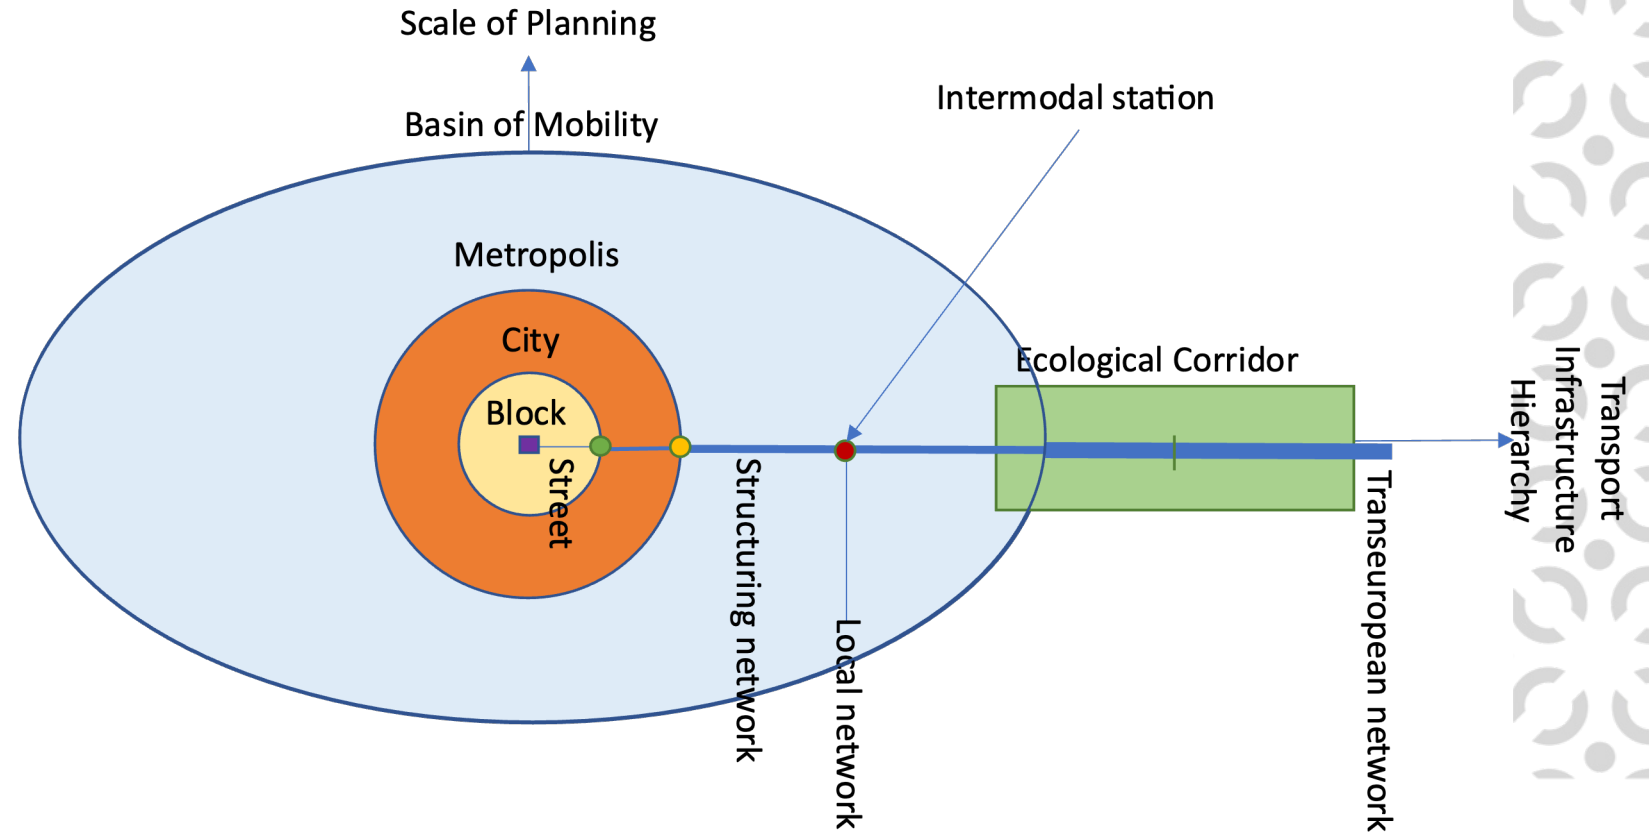 Scale of Planning
Basin of Mobility
Intermodal station
Metropolis
City
Ecological Corridor
Block
Street
Structuring network
Local network
Transeuropean network
Transport
Infrastructure
Hierarchy